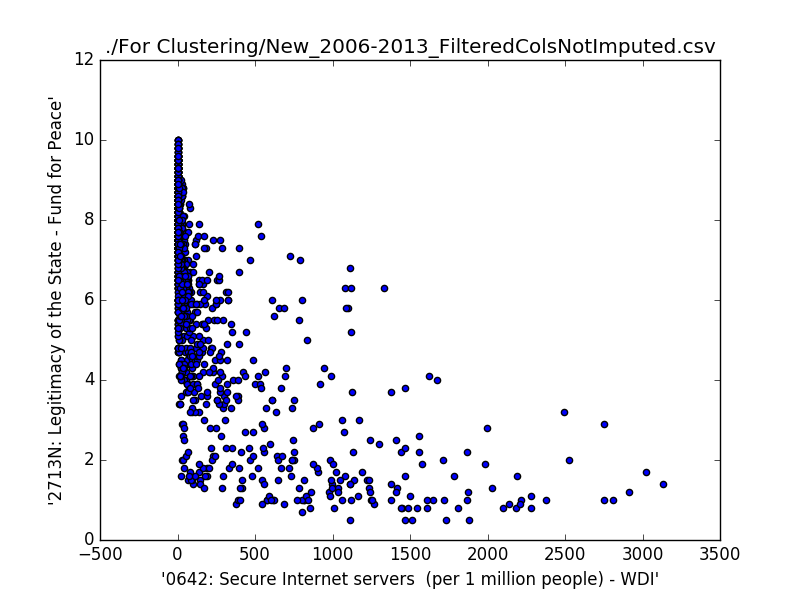 ./For Clustering/New_2006-2013_FilteredColsNotImputed.csv
12
10
8
6
4
2
0
'2713N: Legitimacy of the State - Fund for Peace'
−500 0 500 1000 1500 2000 2500 3000 3500
'0642: Secure Internet servers  (per 1 million people) - WDI'